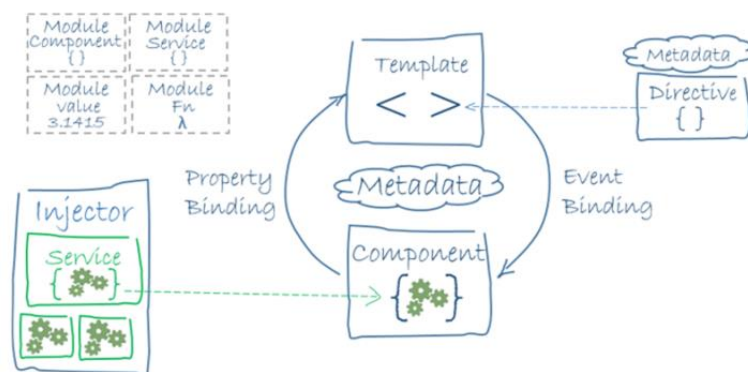 Module
Component
{ }
Module
Service
{ }
Module
value
3.1415
Module
Fn
λ
Template
< >
Metadata
Directive
{ }
Property
Binding
Metadata
Event
Binding
Injector
Service
{ }
Component
{ }